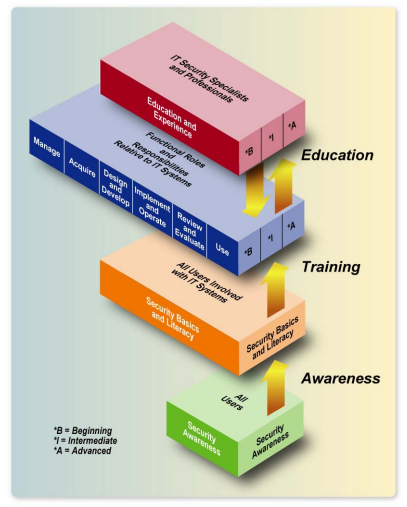 IT Security Specialists
and Professionals
Education and
Experience
*B
*I
*A
Education
Functional Roles
and
Responsibilities
Relative to IT Systems
Manage
Acquire
Design
and
Develop
Implement
and
Operate
Review
and
Evaluate
Use
*B
*I
*A
Training
All Users Involved
with IT Systems
Security Basics
and Literacy
Security Basics
and Literacy
Awareness
All
Users
Security
Awareness
Security
Awareness
*B = Beginning
*I = Intermediate
*A = Advanced